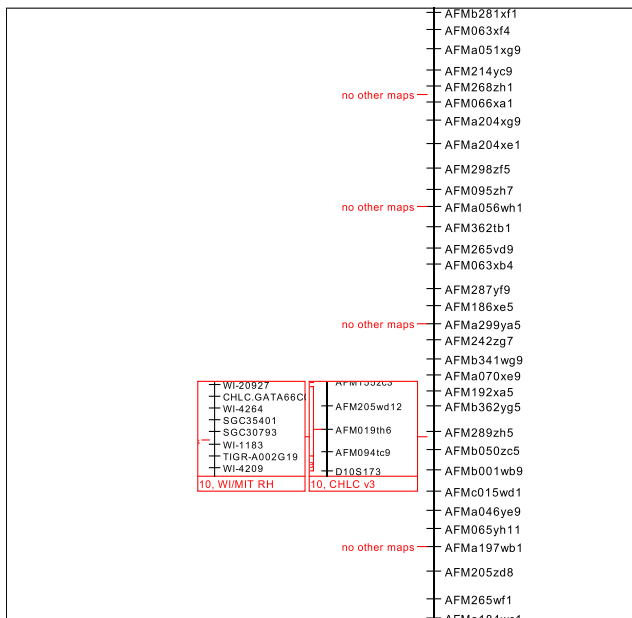 AFMb281xf1
AFM063xf4
AFMa051xg9
AFM214yc9
AFM268zh1
no other maps
AFM066xa1
AFMa204xg9
AFMa204xe1
AFM298zf5
AFM095zh7
no other maps
AFMa056wh1
AFM362tb1
AFM265vd9
AFM063xb4
AFM287yf9
AFM186xe5
no other maps
AFMa299ya5
AFM242zg7
AFMb341wg9
AFMa070xe9
AFM192xa5
AFMb362yg5
AFM289zh5
AFMb050zc5
AFMb001wb9
AFMc015wd1
AFMa046ye9
AFM065yh11
no other maps
AFMa197wb1
AFM205zd8
AFM265wf1
WI-20927
CHLC.GATA66C
WI-4264
SGC35401
SGC30793
WI-1183
TIGR-A002G19
WI-4209
10, WI/MIT RH
AFM205wd12
AFM019th6
AFM094tc9
D10S173
10, CHLC v3